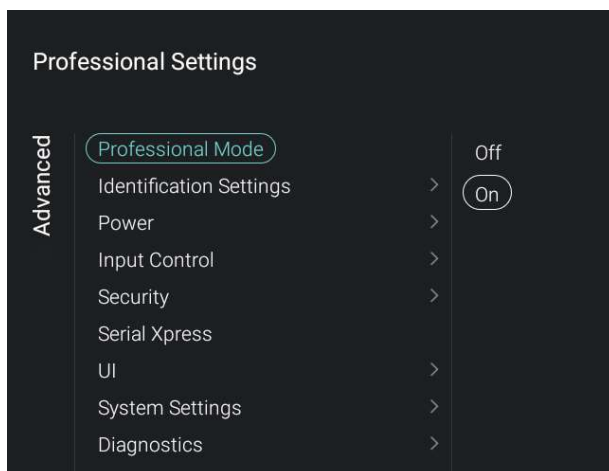 Professional Settings
Advanced
Professional Mode
Off
Identification Settings
On
Power
Input Control
Security
Serial Xpress
UI
System Settings
Diagnostics